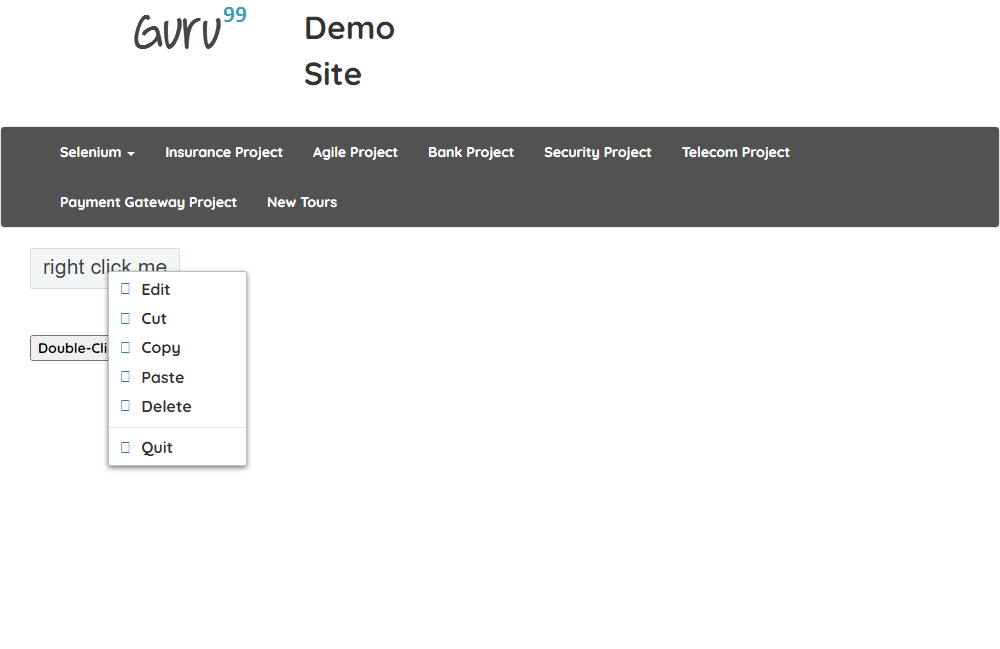 Guru99
Demo
Site
Selenium
Insurance Project
Agile Project
Bank Project
Security Project
Telecom Project
Payment Gateway Project
New Tours
right click me
Edit
Cut
Double-Cli
Copy
Paste
Delete
Quit